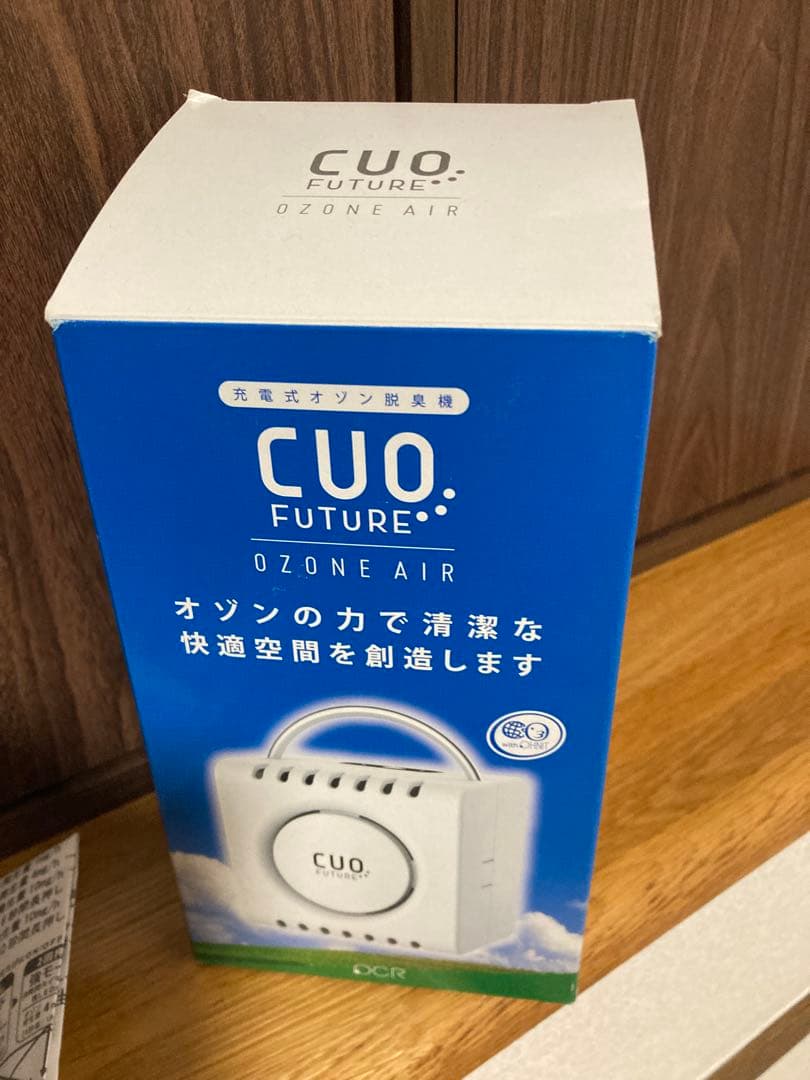 CUO
FUTURE
OZONE AIR
充電式オゾン脱臭機
CUO
FUTURE
OZONE AIR
オゾンの力で清潔な
快適空間を創造します
with OHNIT
CUO
FUTURE
OCR